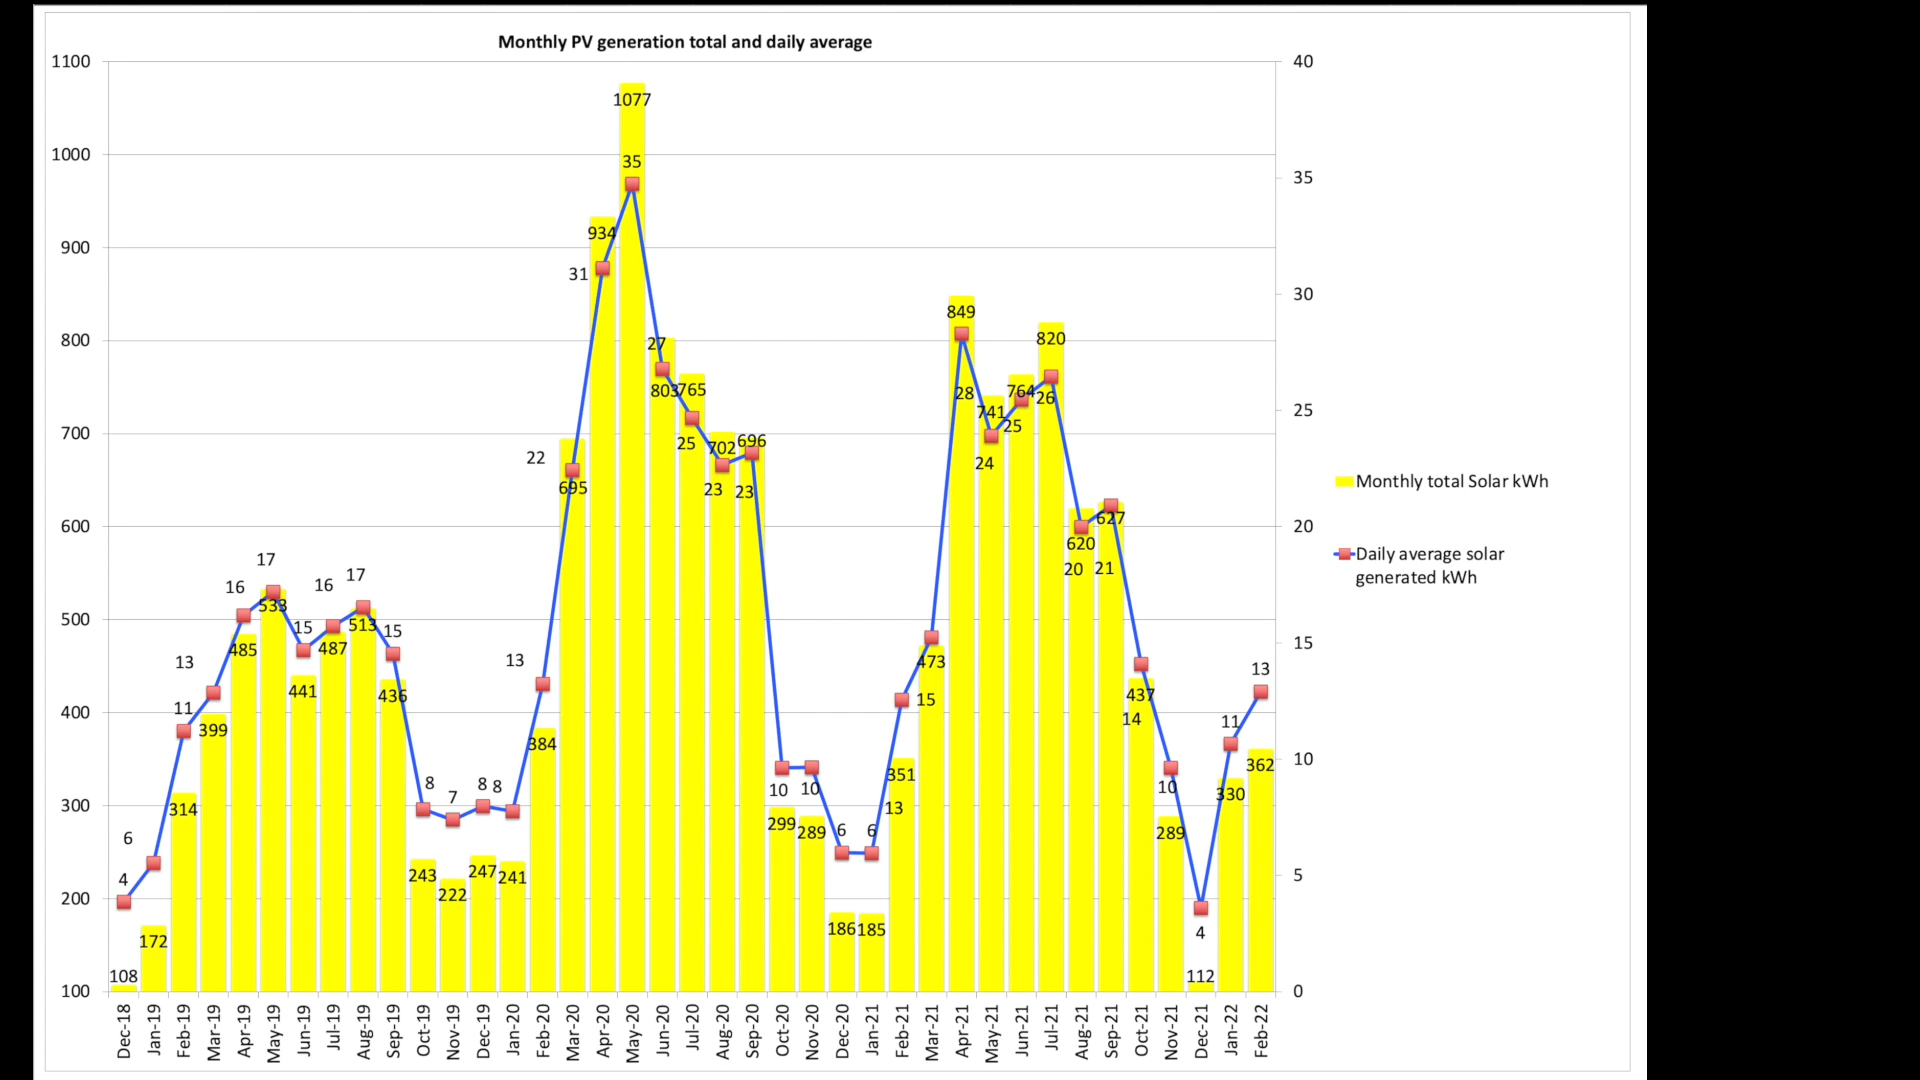 Monthly PV generation total and daily average
1100
1000
900
800
700
600
500
400
300
200
100
40
35
30
25
20
15
10
5
0
108
172
314
399
485
533
441
487
513
436
243
222
247
241
384
695
934
1077
803
765
702
696
299
289
186
185
351
473
849
741
764
820
620
627
437
289
112
330
362
4
6
11
13
16
17
15
16
17
15
8
7
8
8
13
22
31
35
27
25
23
23
10
10
6
6
13
15
28
24
25
26
20
21
14
10
4
11
13
Dec-18
Jan-19
Feb-19
Mar-19
Apr-19
May-19
Jun-19
Jul-19
Aug-19
Sep-19
Oct-19
Nov-19
Dec-19
Jan-20
Feb-20
Mar-20
Apr-20
May-20
Jun-20
Jul-20
Aug-20
Sep-20
Oct-20
Nov-20
Dec-20
Jan-21
Feb-21
Mar-21
Apr-21
May-21
Jun-21
Jul-21
Aug-21
Sep-21
Oct-21
Nov-21
Dec-21
Jan-22
Feb-22
Monthly total Solar kWh
Daily average solar
generated kWh